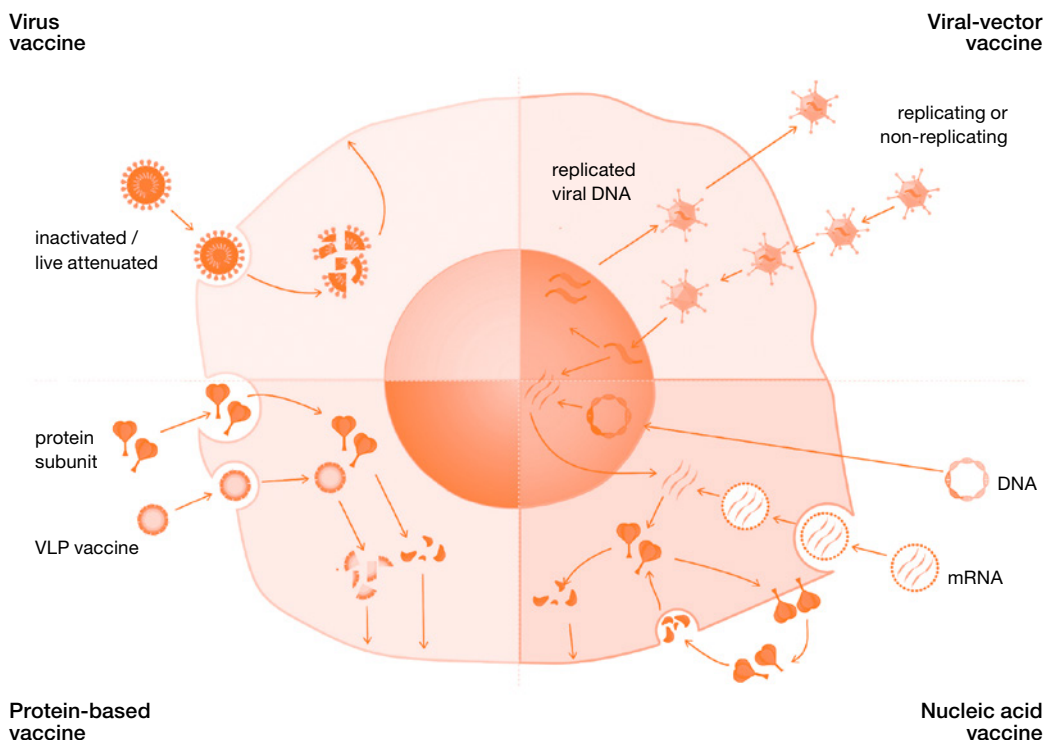 Virus
vaccine
Viral-vector
vaccine
replicating or
non-replicating
replicated
viral DNA
inactivated /
live attenuated
protein
subunit
DNA
VLP vaccine
mRNA
Protein-based
vaccine
Nucleic acid
vaccine